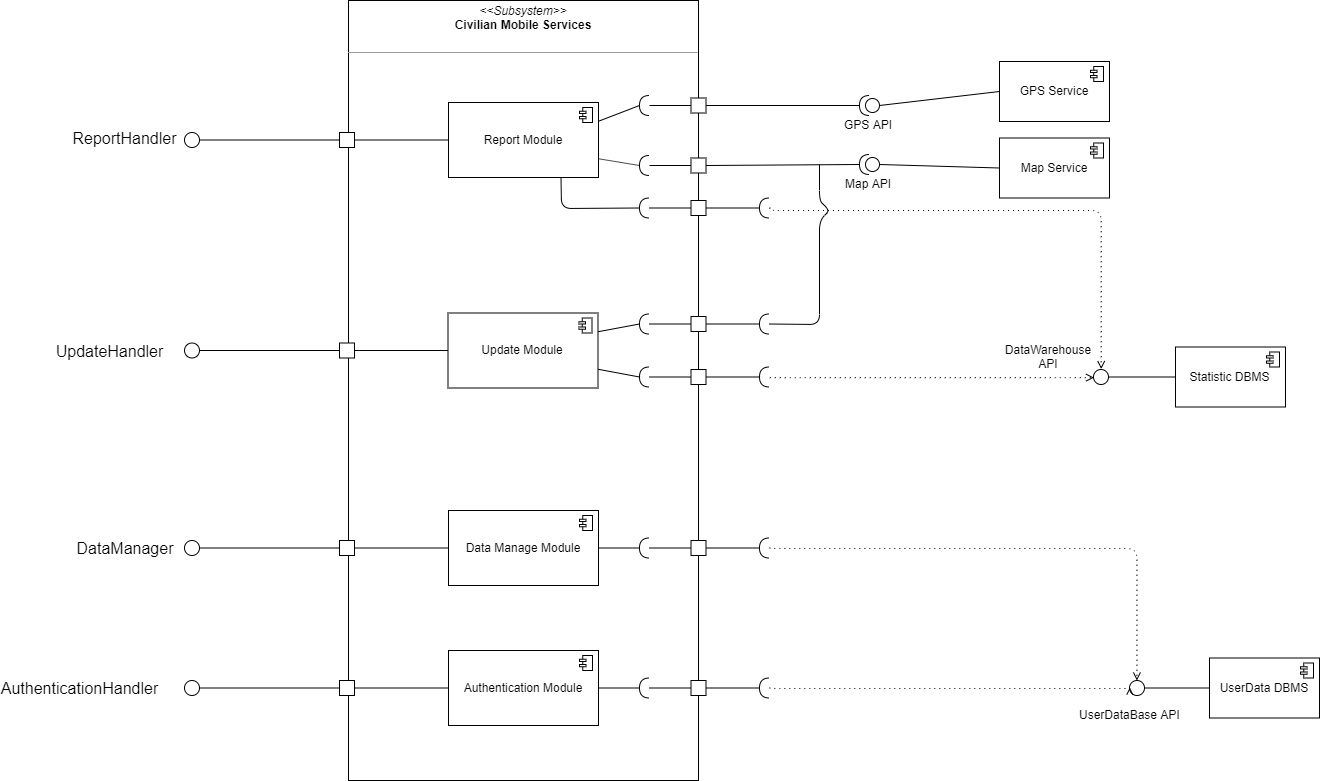 <<Subsystem>>
Civilian Mobile Services
GPS Service
GPS API
ReportHandler
Report Module
Map Service
Map API
UpdateHandler
Update Module
DataWarehouse
API
Statistic DBMS
DataManager
Data Manage Module
AuthenticationHandler
Authentication Module
UserData DBMS
UserDataBase API